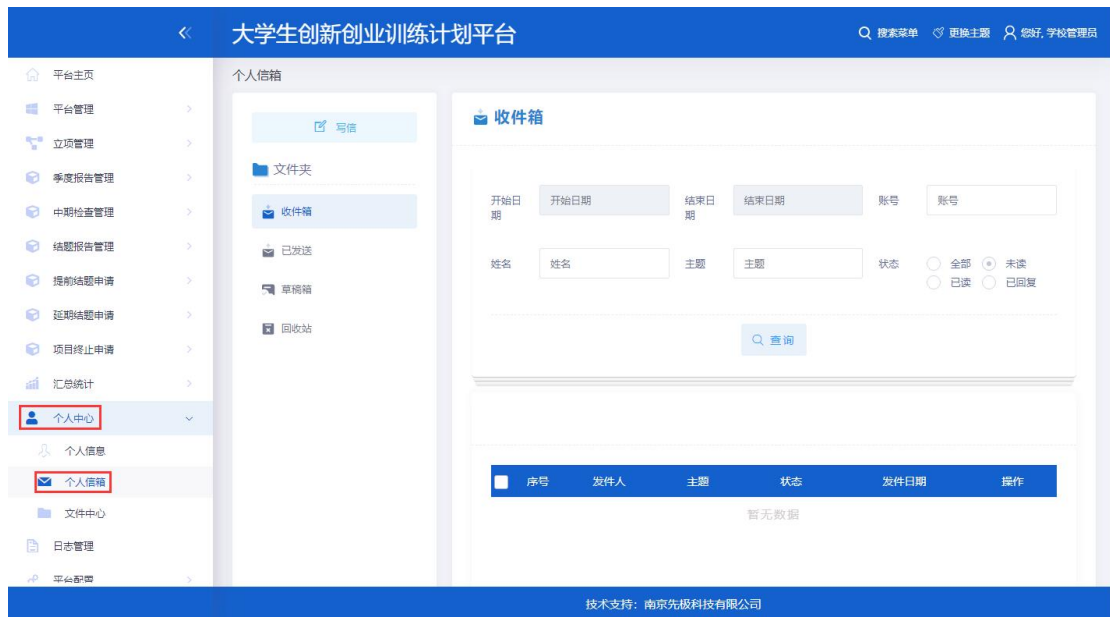 大学生创新创业训练计划平台
搜索菜单 更换主题 您好, 学校管理员
平台主页
平台管理
立项管理
季度报告管理
中期检查管理
结题报告管理
提前结题申请
延期结题申请
项目终止申请
汇总统计
个人中心
个人信息
个人信箱
文件中心
日志管理
平台配置
个人信箱
写信
文件夹
收件箱
已发送
草稿箱
回收站
收件箱
开始日期 开始日期 结束日期 结束日期 账号 账号
姓名 姓名 主题 主题 状态 全部 未读
已读 已回复
查询
序号 发件人 主题 状态 发件日期 操作
暂无数据
技术支持：南京先极科技有限公司